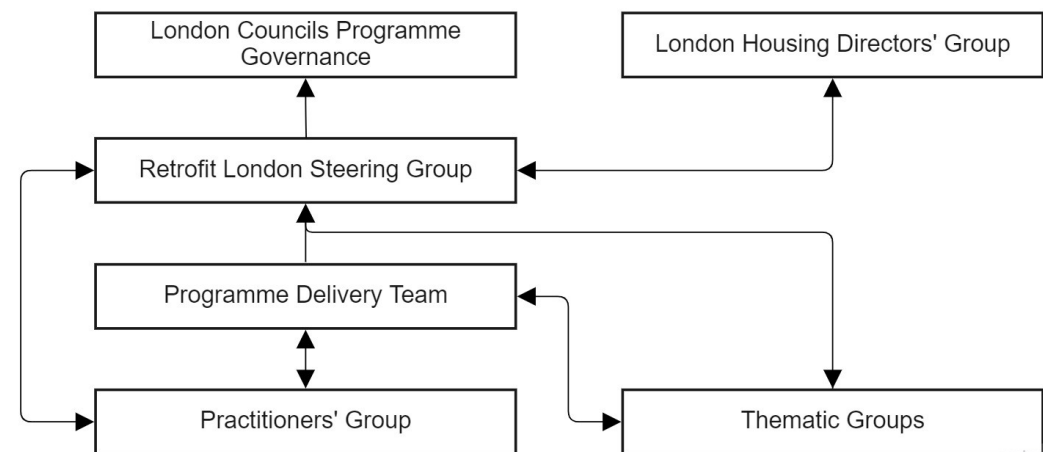 London Councils Programme
Governance
London Housing Directors' Group
Retrofit London Steering Group
Programme Delivery Team
Practitioners' Group
Thematic Groups